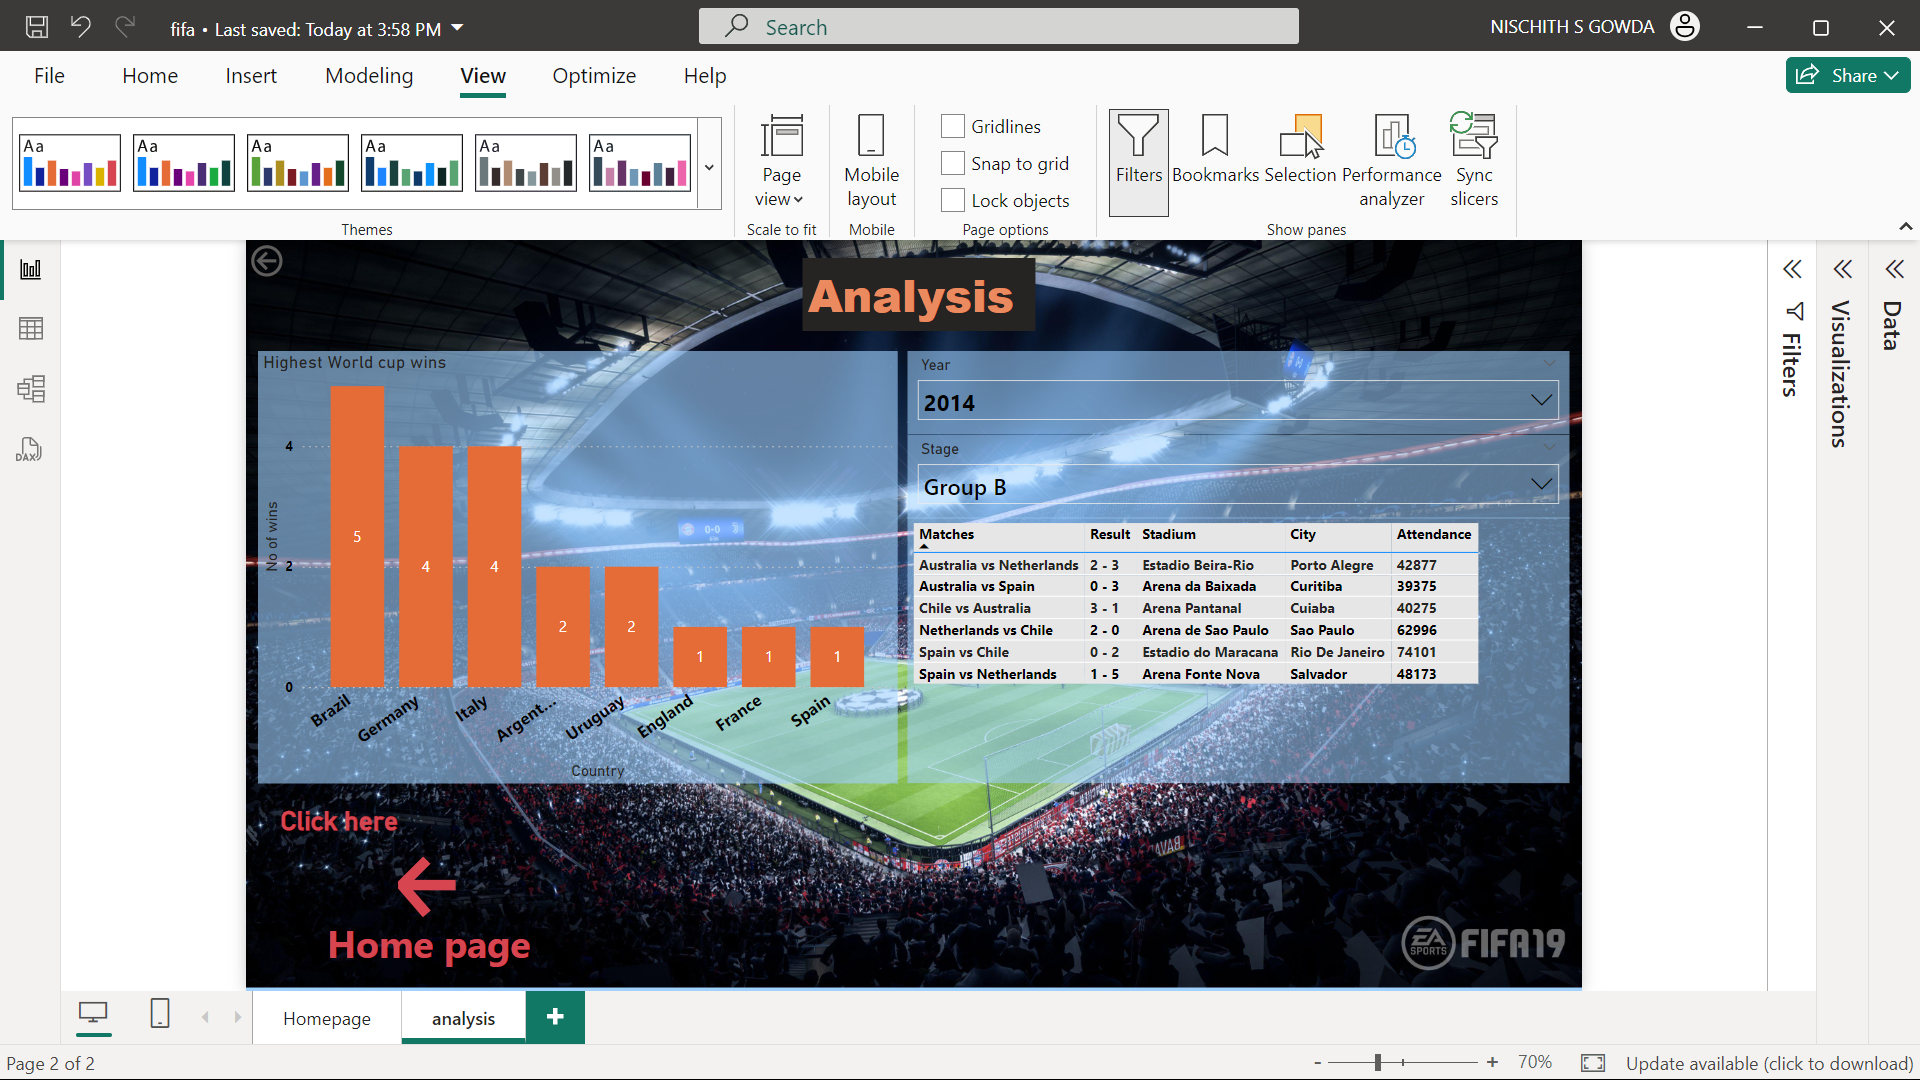 fifa • Last saved: Today at 3:58 PM
Search
NISCHITH S GOWDA
File Home Insert Modeling View Optimize Help
Share
Aa Aa Aa Aa Aa Aa
Themes
Page view
Scale to fit
Mobile layout
Mobile
Gridlines
Snap to grid
Lock objects
Page options
Filters
Bookmarks
Selection
Performance analyzer
Sync slicers
Show panes
DAX
Analysis
Highest World cup wins
No of wins
4
2
0
5 4 4 2 2 1 1 1
Brazil Germany Italy Argent... Uruguay England France Spain
Country
Year
2014
Stage
Group B
Matches Result Stadium City Attendance
Australia vs Netherlands 2 - 3 Estadio Beira-Rio Porto Alegre 42877
Australia vs Spain 0 - 3 Arena da Baixada Curitiba 39375
Chile vs Australia 3 - 1 Arena Pantanal Cuiaba 40275
Netherlands vs Chile 2 - 0 Arena de Sao Paulo Sao Paulo 62996
Spain vs Chile 0 - 2 Estadio do Maracana Rio De Janeiro 74101
Spain vs Netherlands 1 - 5 Arena Fonte Nova Salvador 48173
0-0
Click here
Home page
BAVA
EA SPORTS FIFA19
Filters
Visualizations
Data
Homepage analysis +
Page 2 of 2
- + 70%
Update available (click to download)